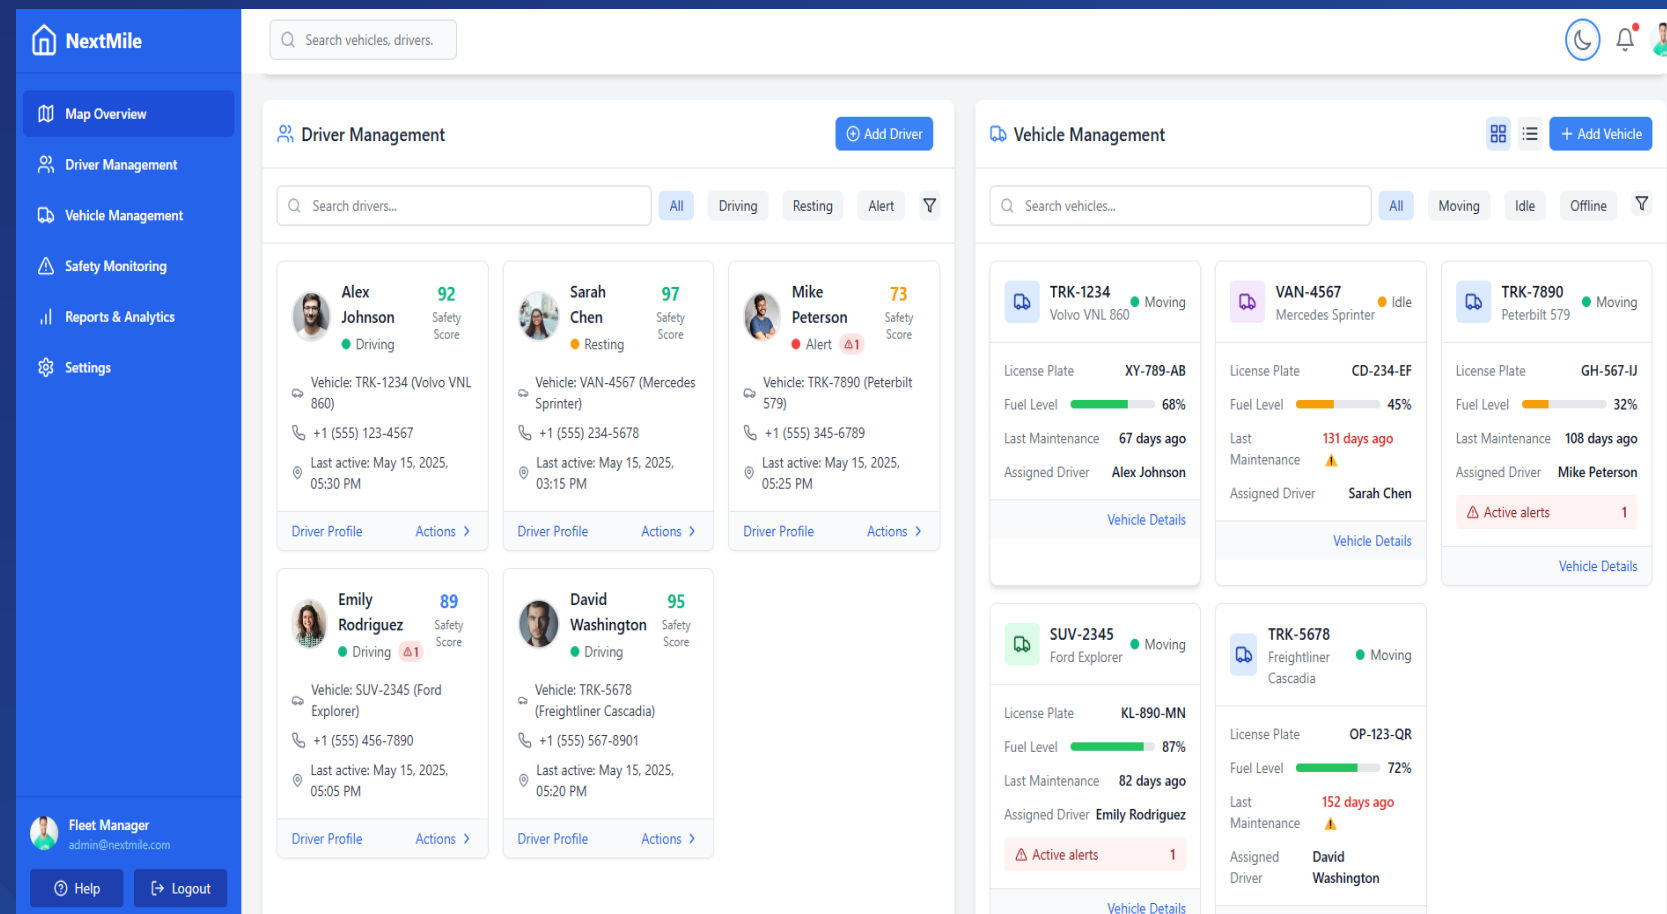 NextMile
Map Overview
Driver Management
Vehicle Management
Safety Monitoring
Reports & Analytics
Settings
Fleet Manager
admin@nextmile.com
Help
Logout
Search vehicles, drivers.
Driver Management
Add Driver
Search drivers...
All
Driving
Resting
Alert
Alex
Johnson
Driving
92
Safety
Score
Vehicle: TRK-1234 (Volvo VNL
860)
+1 (555) 123-4567
Last active: May 15, 2025,
05:30 PM
Driver Profile
Actions
Sarah
Chen
Resting
97
Safety
Score
Vehicle: VAN-4567 (Mercedes
Sprinter)
+1 (555) 234-5678
Last active: May 15, 2025,
03:15 PM
Driver Profile
Actions
Mike
Peterson
Alert
1
73
Safety
Score
Vehicle: TRK-7890 (Peterbilt
579)
+1 (555) 345-6789
Last active: May 15, 2025,
05:25 PM
Driver Profile
Actions
Emily
Rodriguez
Driving
1
89
Safety
Score
Vehicle: SUV-2345 (Ford
Explorer)
+1 (555) 456-7890
Last active: May 15, 2025,
05:05 PM
Driver Profile
Actions
David
Washington
Driving
95
Safety
Score
Vehicle: TRK-5678
(Freightliner Cascadia)
+1 (555) 567-8901
Last active: May 15, 2025,
05:20 PM
Driver Profile
Actions
Vehicle Management
+ Add Vehicle
Search vehicles...
All
Moving
Idle
Offline
TRK-1234
Volvo VNL 860
Moving
License Plate XY-789-AB
Fuel Level 68%
Last Maintenance 67 days ago
Assigned Driver Alex Johnson
Vehicle Details
VAN-4567
Mercedes Sprinter
Idle
License Plate CD-234-EF
Fuel Level 45%
Last
Maintenance
131 days ago
Assigned Driver Sarah Chen
Vehicle Details
TRK-7890
Peterbilt 579
Moving
License Plate GH-567-IJ
Fuel Level 32%
Last Maintenance 108 days ago
Assigned Driver Mike Peterson
Active alerts 1
Vehicle Details
SUV-2345
Ford Explorer
Moving
License Plate KL-890-MN
Fuel Level 87%
Last Maintenance 82 days ago
Assigned Driver Emily Rodriguez
Active alerts 1
Vehicle Details
TRK-5678
Freightliner
Cascadia
Moving
License Plate OP-123-QR
Fuel Level 72%
Last
Maintenance
152 days ago
Assigned
Driver
David
Washington